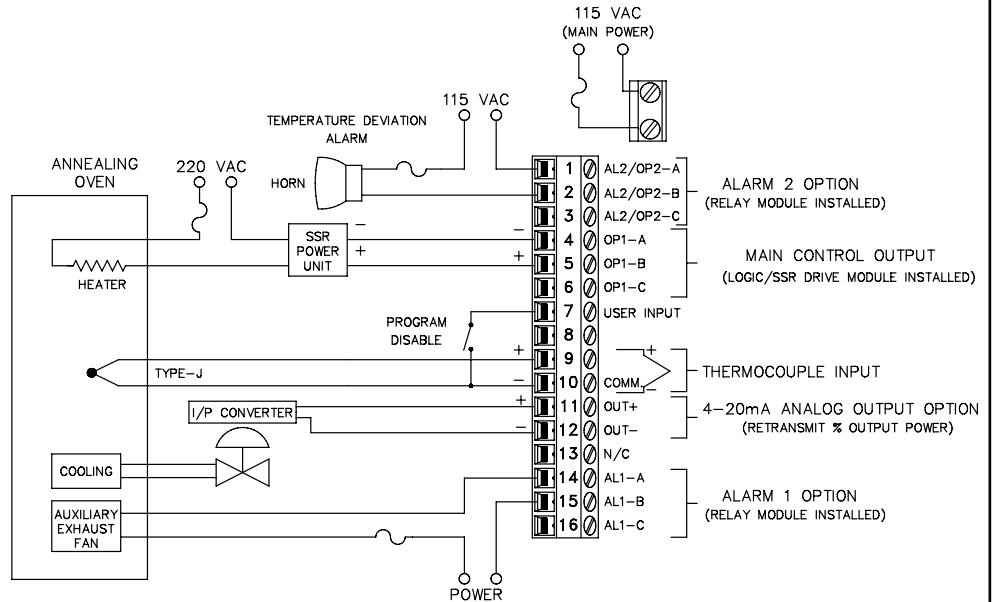 115 VAC
(MAIN POWER)
115 VAC
TEMPERATURE DEVIATION
ALARM
HORN
ANNEALING
OVEN
220 VAC
SSR
POWER
UNIT
−
+
HEATER
PROGRAM
DISABLE
TYPE-J
I/P CONVERTER
COOLING
AUXILIARY
EXHAUST
FAN
POWER
1 AL2/OP2-A
2 AL2/OP2-B
3 AL2/OP2-C
− 4 OP1-A
+ 5 OP1-B
6 OP1-C
7 USER INPUT
8
+ 9 +
− 10 COMM. −
+ 11 OUT+
− 12 OUT-
13 N/C
14 AL1-A
15 AL1-B
16 AL1-C
ALARM 2 OPTION
(RELAY MODULE INSTALLED)
MAIN CONTROL OUTPUT
(LOGIC/SSR DRIVE MODULE INSTALLED)
THERMOCOUPLE INPUT
4-20mA ANALOG OUTPUT OPTION
(RETRANSMIT % OUTPUT POWER)
ALARM 1 OPTION
(RELAY MODULE INSTALLED)